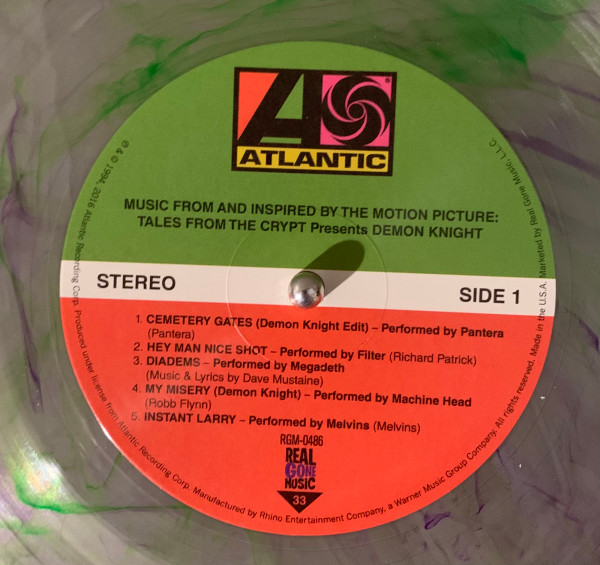 ATLANTIC
MUSIC FROM AND INSPIRED BY THE MOTION PICTURE:
TALES FROM THE CRYPT Presents DEMON KNIGHT
STEREO
SIDE 1
1. CEMETERY GATES (Demon Knight Edit) – Performed by Pantera
(Pantera)
2. HEY MAN NICE SHOT – Performed by Filter (Richard Patrick)
3. DIADEMS – Performed by Megadeth
(Music & Lyrics by Dave Mustaine)
4. MY MISERY (Demon Knight) – Performed by Machine Head
(Robb Flynn)
5. INSTANT LARRY – Performed by Melvins (Melvins)
RGM-0486
REAL
GONE
MUSIC
33
℗ & © 1994, 2016 Atlantic Recording Corp. Produced under license from Atlantic Recording Corp. Manufactured by Rhino Entertainment Company, a Warner Music Group Company. All rights reserved. Made in the U.S.A. Marketed by Real Gone Music, L.L.C.